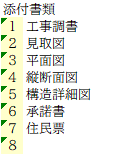 添付書類
1 工事調書
2 見取図
3 平面図
4 縦断面図
5 構造詳細図
6 承諾書
7 住民票
8